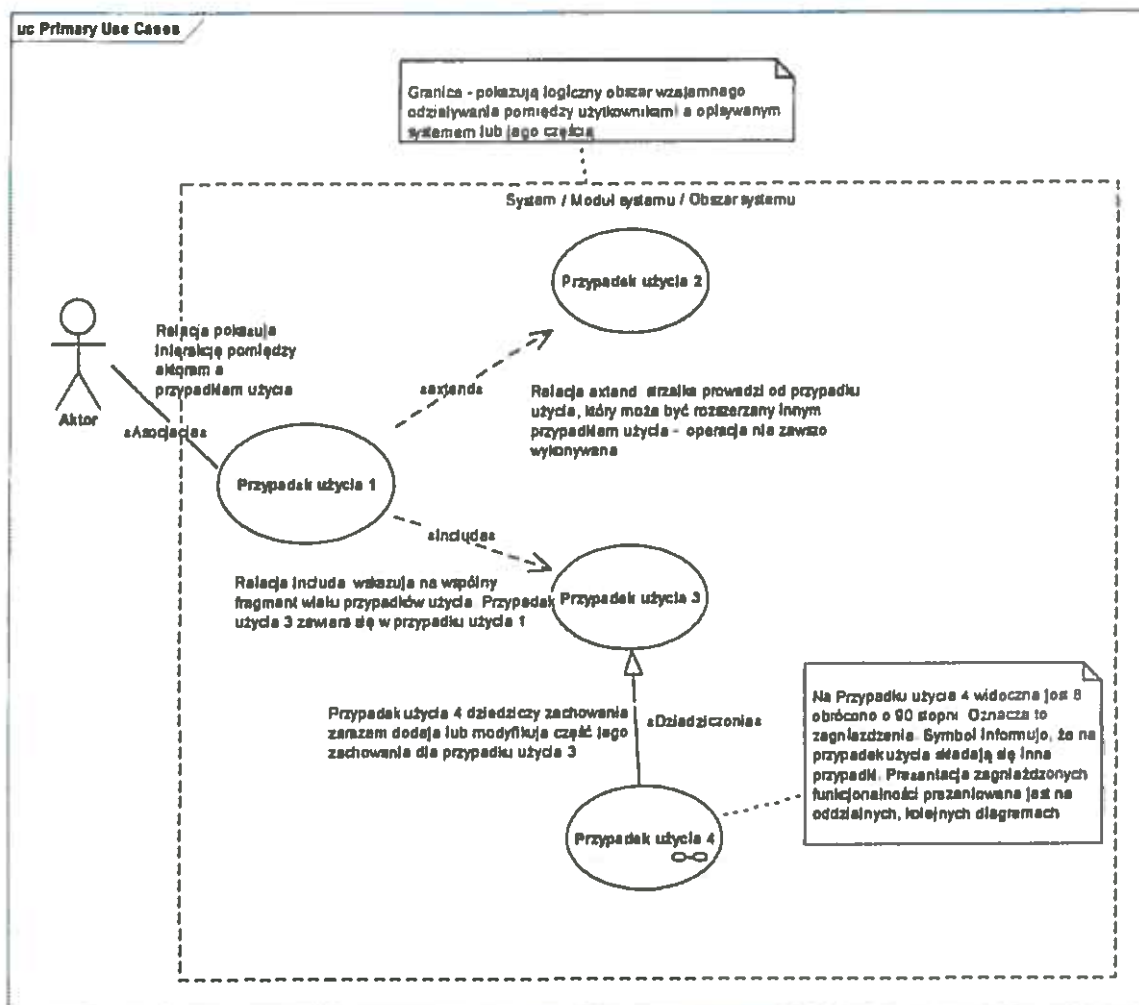 uc Primary Use Cases
Granica - pokazują logiczny obszar wzajemnego
odziaływania pomiędzy użytkownikami a opisywanym
systemem lub jego częścią
System / Moduł systemu / Obszar systemu
Przypadek użycia 2
Relacja pokazuje
interakcję pomiędzy
aktorem a
przypadkiem użycia
Aktor
«Asocjacja»
«extend»
Relacja extend strzałka prowadzi od przypadku
użycia, który może być rozszerzany innym
przypadkiem użycia - operacja nie zawsze
wykonywana
Przypadek użycia 1
«include»
Relacja include wskazuje na wspólny
fragment wielu przypadków użycia Przypadek
użycia 3 zawiera się w przypadku użycia 1
Przypadek użycia 3
Przypadek użycia 4 dziedziczy zachowania
zarazem dodaje lub modyfikuje część jego
zachowania dla przypadku użycia 3
«Dziedziczenie»
Na Przypadku użycia 4 widoczna jest 8
obrócone o 90 stopni Oznacza to
zagnieżdżenia. Symbol informuje, że na
przypadek użycia składają się inne
przypadki. Prezentacja zagnieżdżonych
funkcjonalności prezentowana jest na
oddzielnych, kolejnych diagramach
Przypadek użycia 4